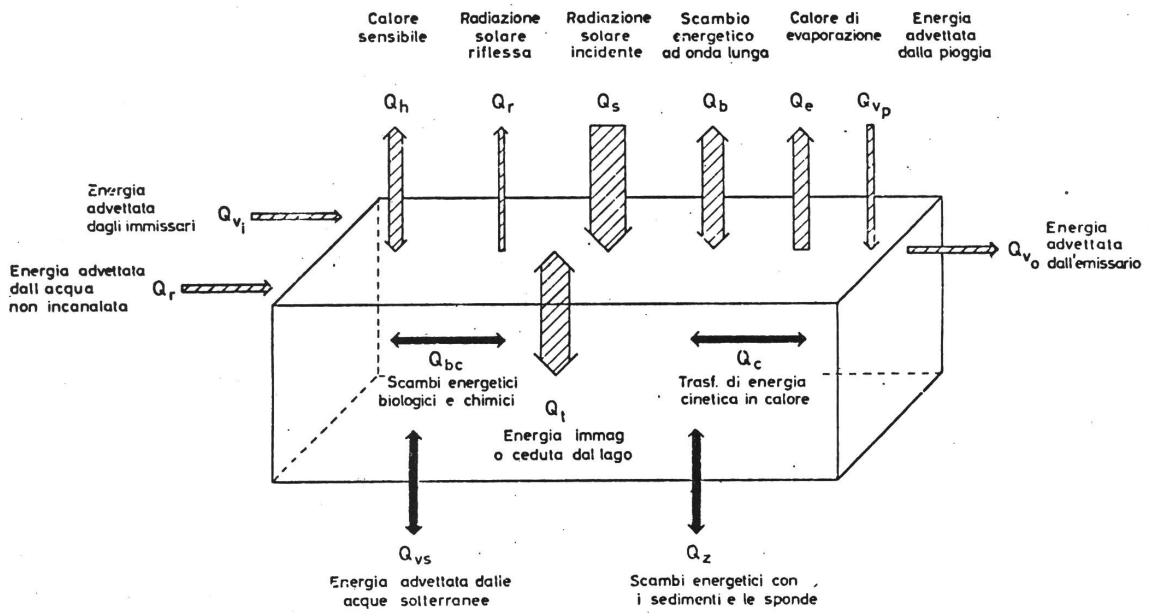 Calore
sensibile
Radiazione
solare
riflessa
Radiazione
solare
incidente
Scambio
energetico
ad onda lunga
Calore di
evaporazione
Energia
advettata
dalla pioggia
Qh
Qr
Qs
Qb
Qe
Qvp
Energia
advettata
dagli immissari
Qvi
Energia
advettata
dall'emissario
Qvo
Energia advettata
dall acqua
non incanalata
Qr
Qbc
Scambi energetici
biologici e chimici
Qc
Trasf. di energia
cinetica in calore
Qt
Energia immag
o ceduta dal lago
Qvs
Energia advettata dalle
acque sotterranee
Qz
Scambi energetici con
i sedimenti e le sponde